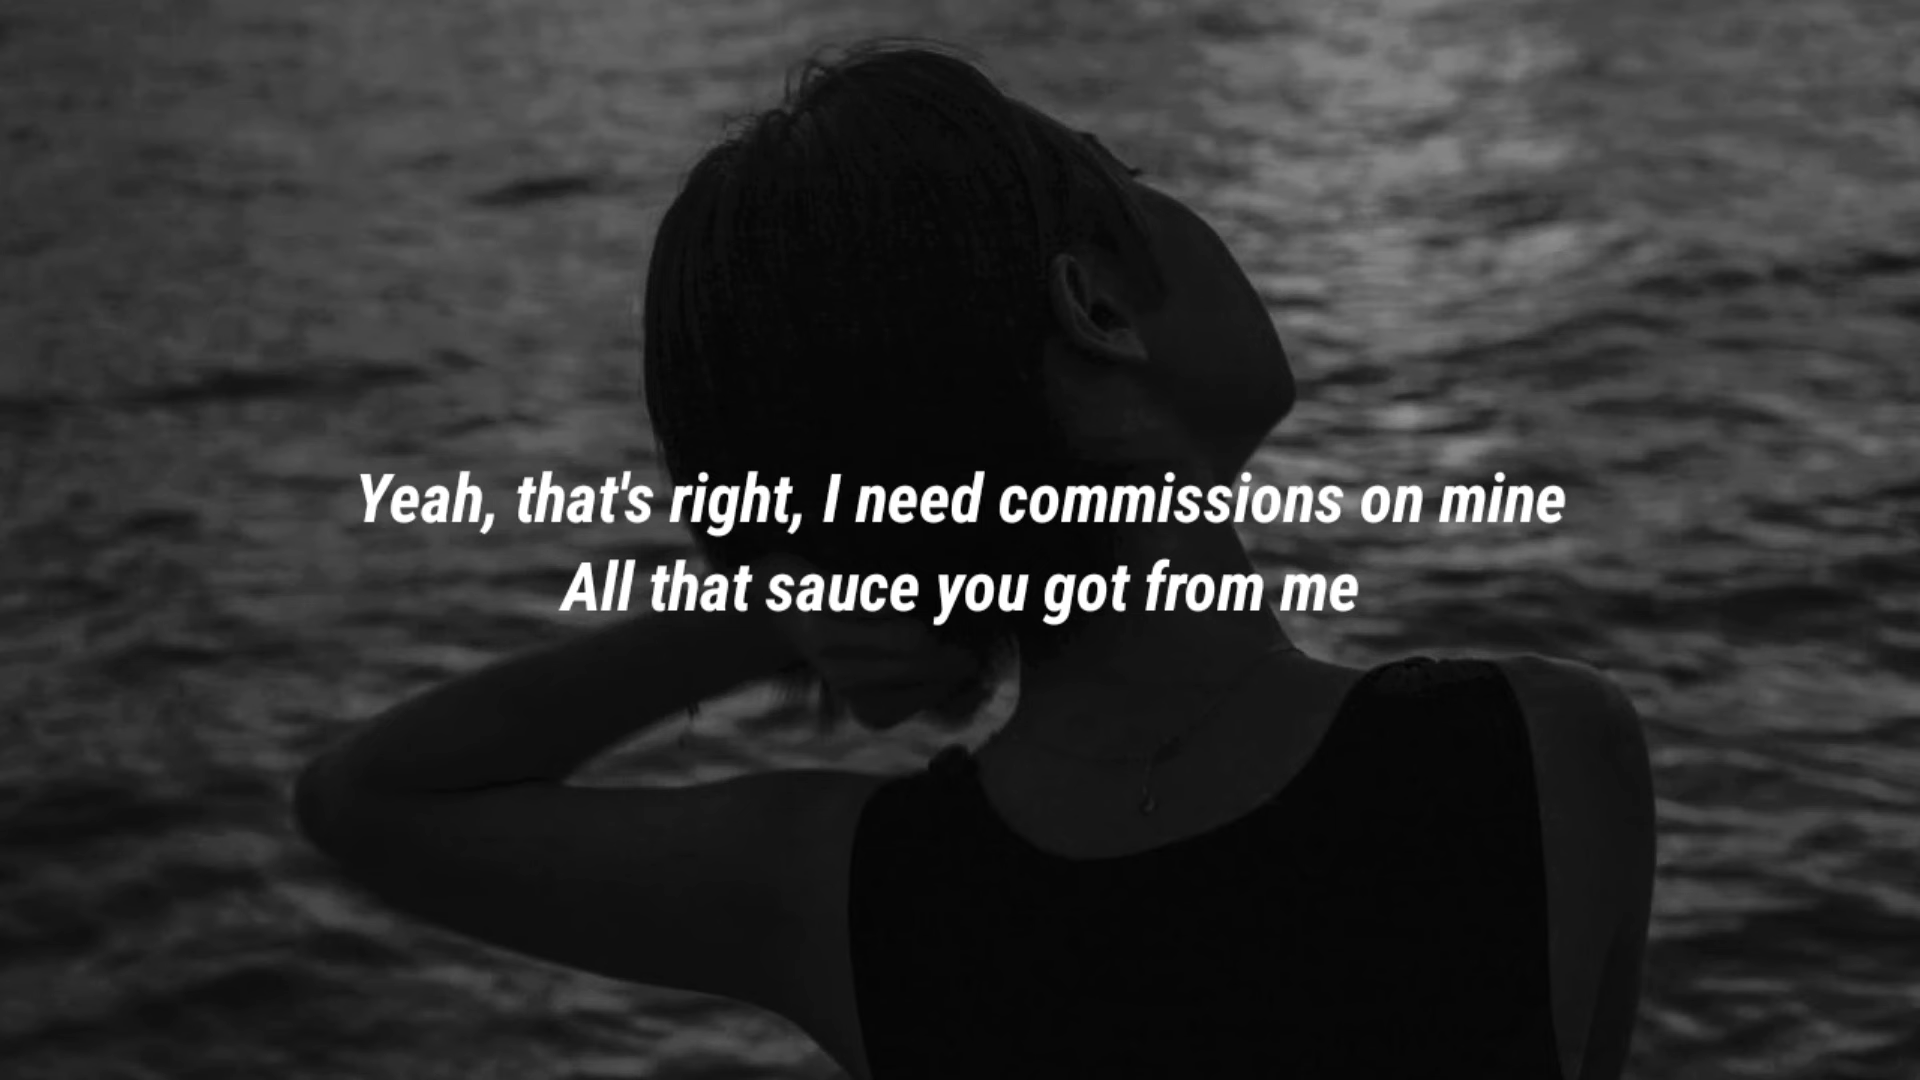 Yeah, that's right, I need commissions on mine
All that sauce you got from me